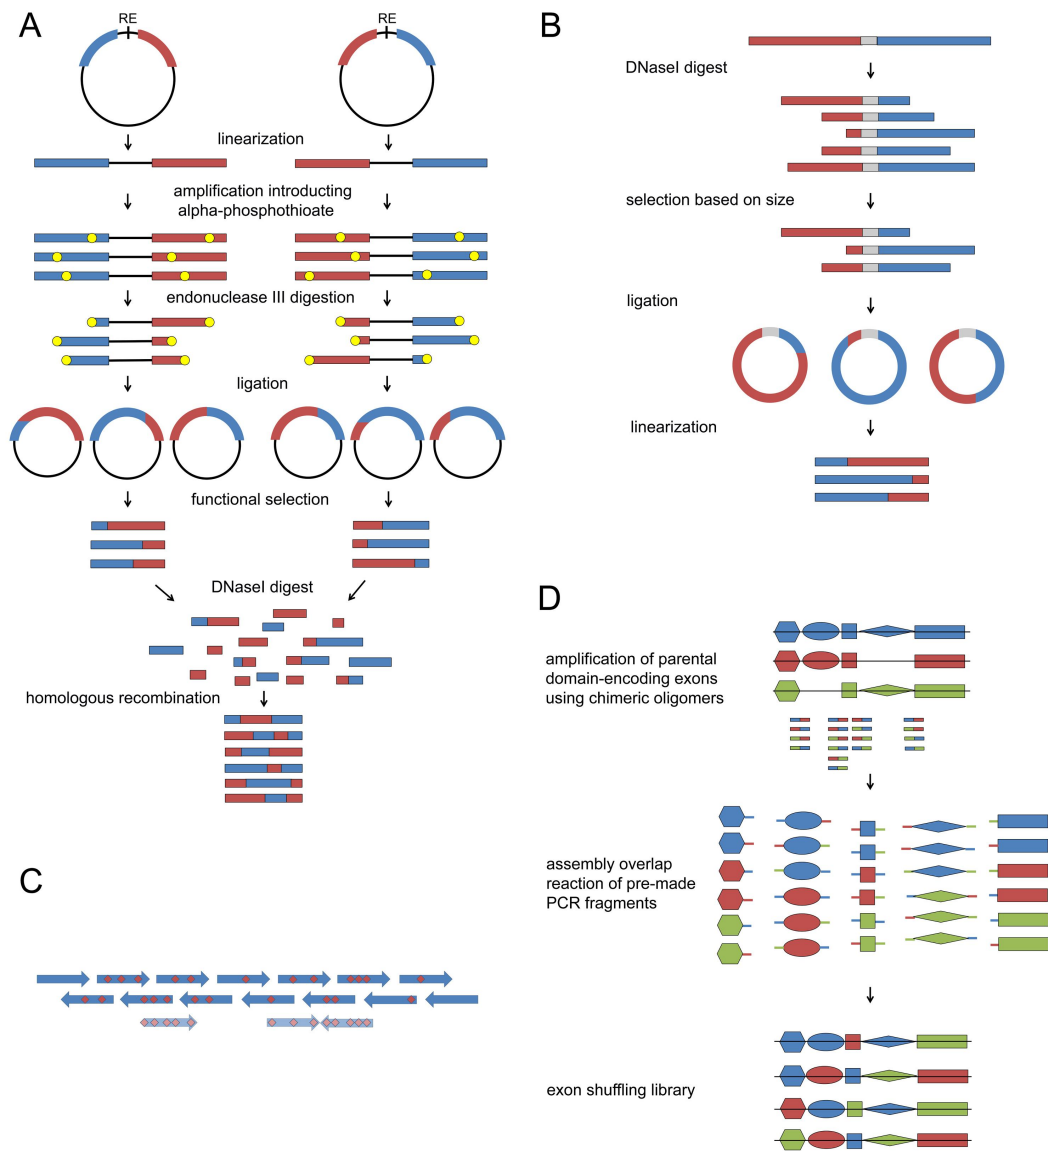 A
RE
RE
linearization
amplification introducting
alpha-phosphothioate
endonuclease III digestion
ligation
functional selection
DNaseI digest
homologous recombination
B
DNaseI digest
selection based on size
ligation
linearization
C
D
amplification of parental
domain-encoding exons
using chimeric oligomers
assembly overlap
reaction of pre-made
PCR fragments
exon shuffling library